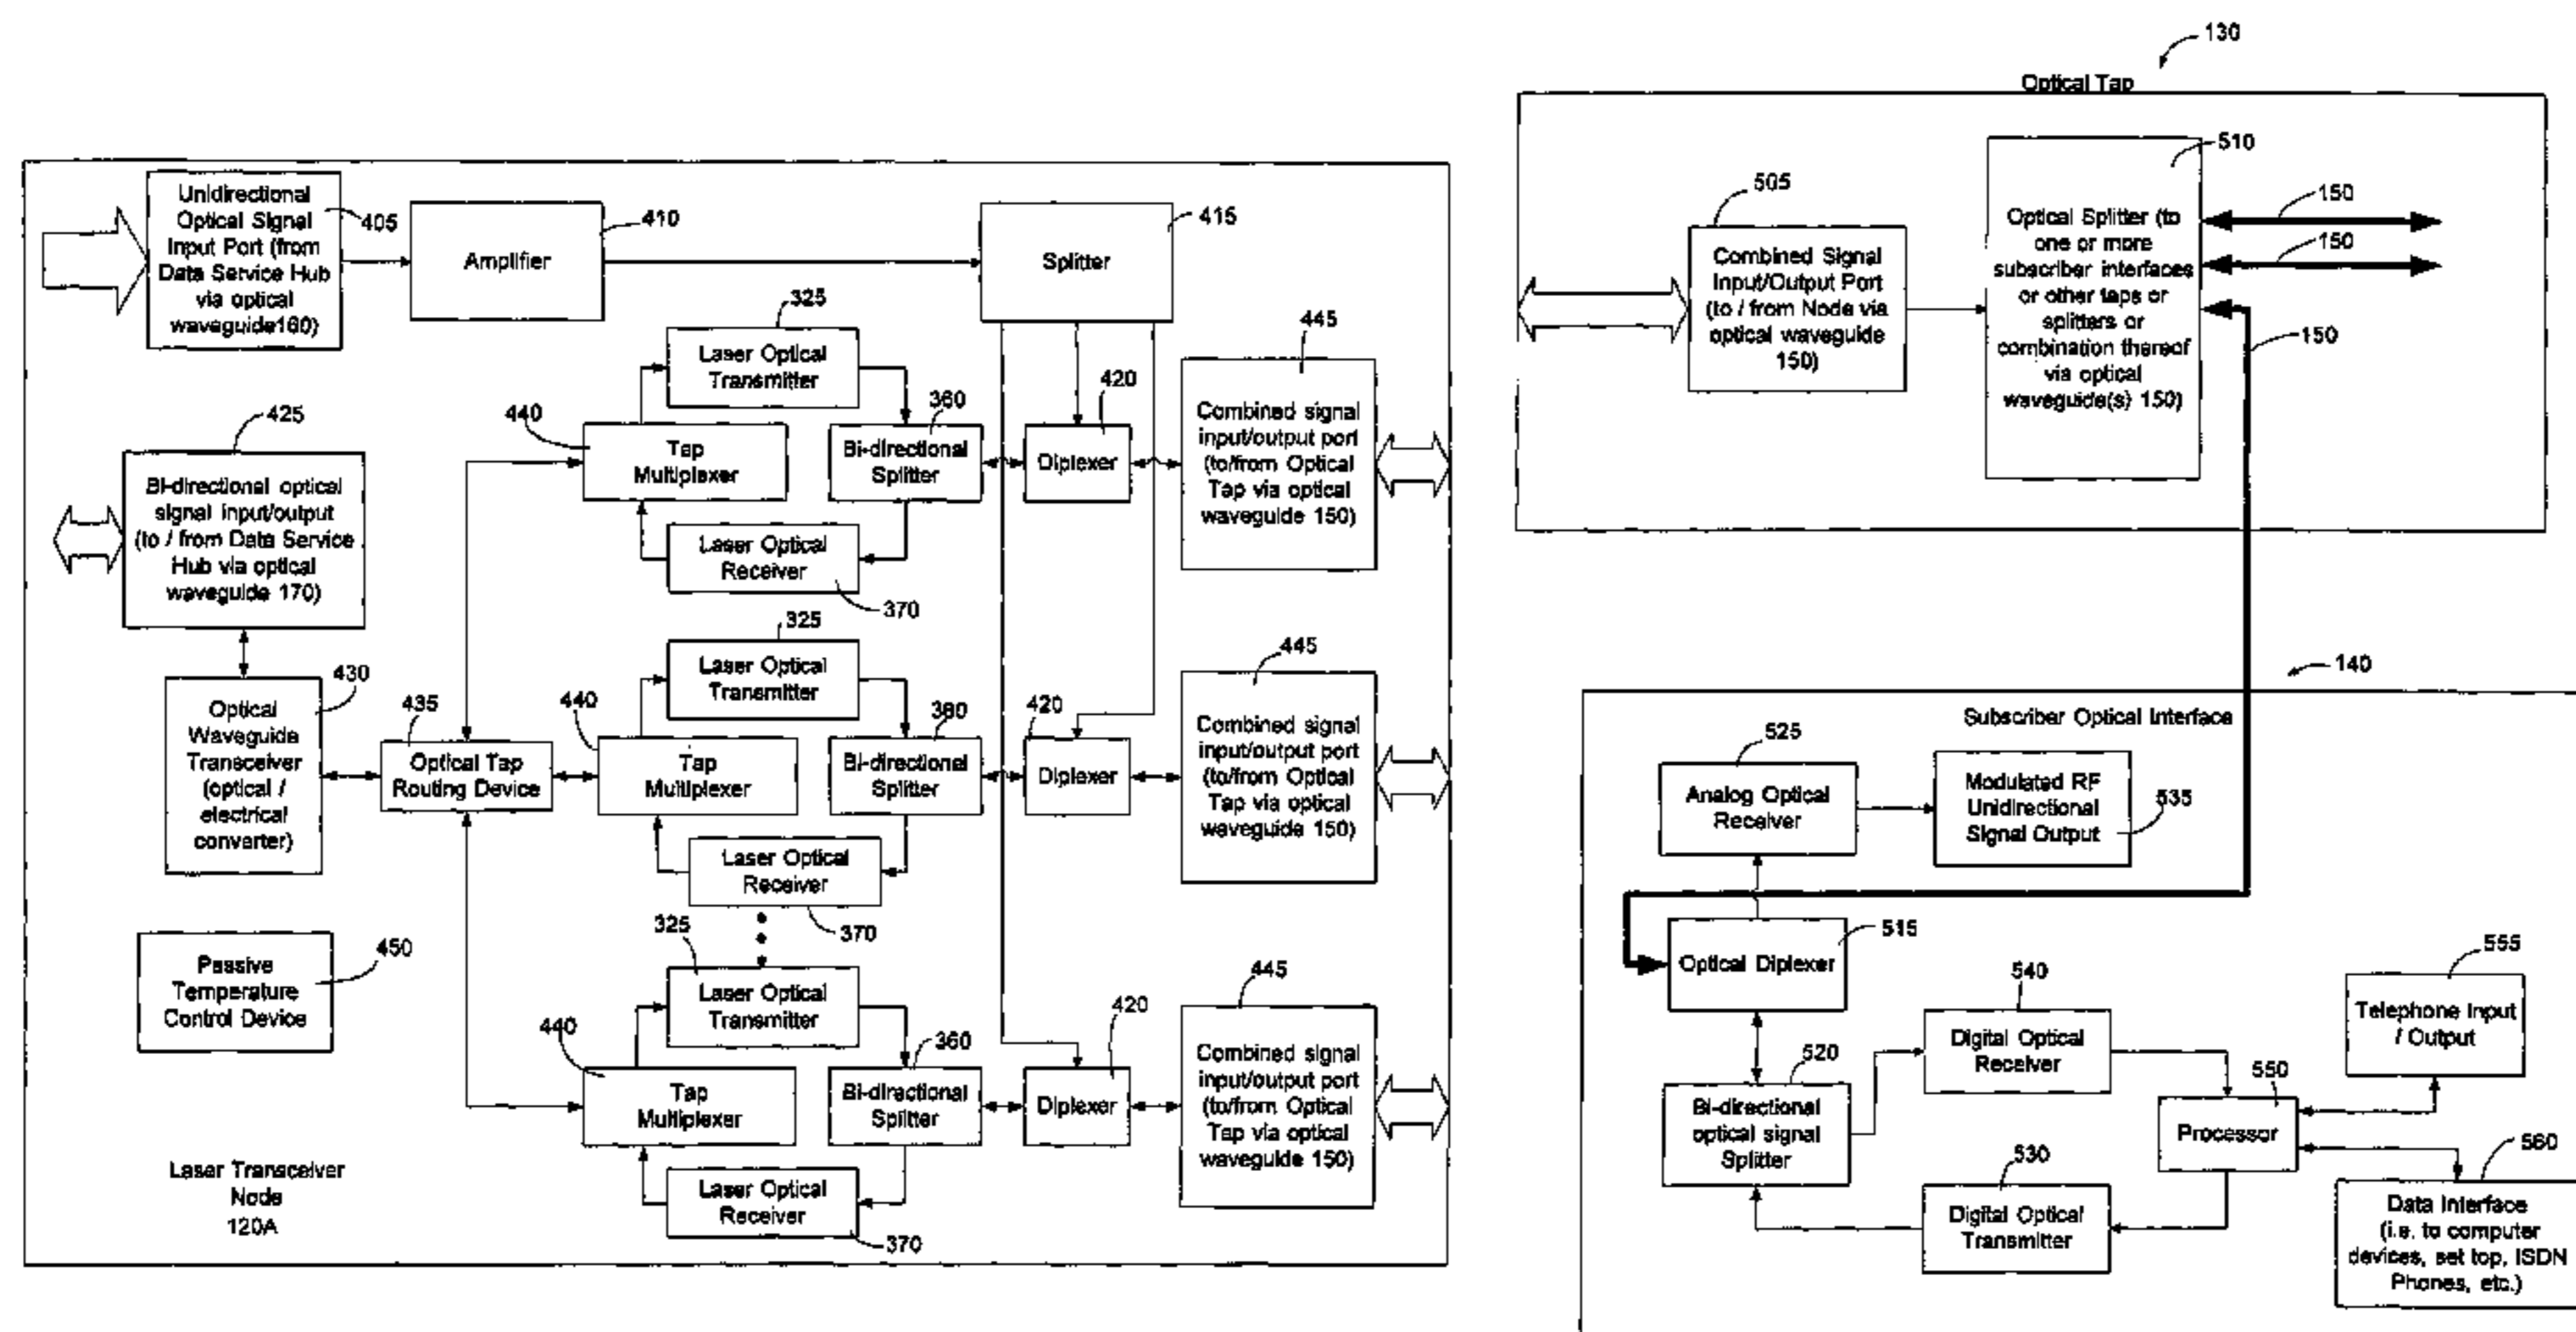 Unidirectional
Optical Signal
Input Port (from
Data Service Hub
via optical
waveguide160)
405
Amplifier
410
Splitter
415
425
Bi-directional optical
signal input/output
(to / from Data Service
Hub via optical
waveguide 170)
430
Optical
Waveguide
Transceiver
(optical /
electrical
converter)
435
Optical Tap
Routing Device
450
Passive
Temperature
Control Device
Laser Transceiver
Node
120A
325
Laser Optical
Transmitter
440
Tap
Multiplexer
360
Bi-directional
Splitter
420
Diplexer
445
Combined signal
input/output port
(to/from Optical
Tap via optical
waveguide 150)
Laser Optical
Receiver
370
325
Laser Optical
Transmitter
440
Tap
Multiplexer
360
Bi-directional
Splitter
420
Diplexer
445
Combined signal
input/output port
(to/from Optical
Tap via optical
waveguide 150)
Laser Optical
Receiver
370
325
Laser Optical
Transmitter
440
Tap
Multiplexer
360
Bi-directional
Splitter
420
Diplexer
445
Combined signal
input/output port
(to/from Optical
Tap via optical
waveguide 150)
Laser Optical
Receiver
370
130
Optical Tap
505
Combined Signal
Input/Output Port
(to / from Node via
optical waveguide
150)
510
Optical Splitter (to
one or more
subscriber interfaces
or other taps or
splitters or
combination thereof
via optical
waveguide(s) 150)
150
150
150
140
Subscriber Optical Interface
525
Analog Optical
Receiver
Modulated RF
Unidirectional
Signal Output
535
Optical Diplexer
515
520
Bi-directional
optical signal
Splitter
540
Digital Optical
Receiver
530
Digital Optical
Transmitter
550
Processor
555
Telephone Input
/ Output
560
Data Interface
(i.e. to computer
devices, set top, ISDN
Phones, etc.)